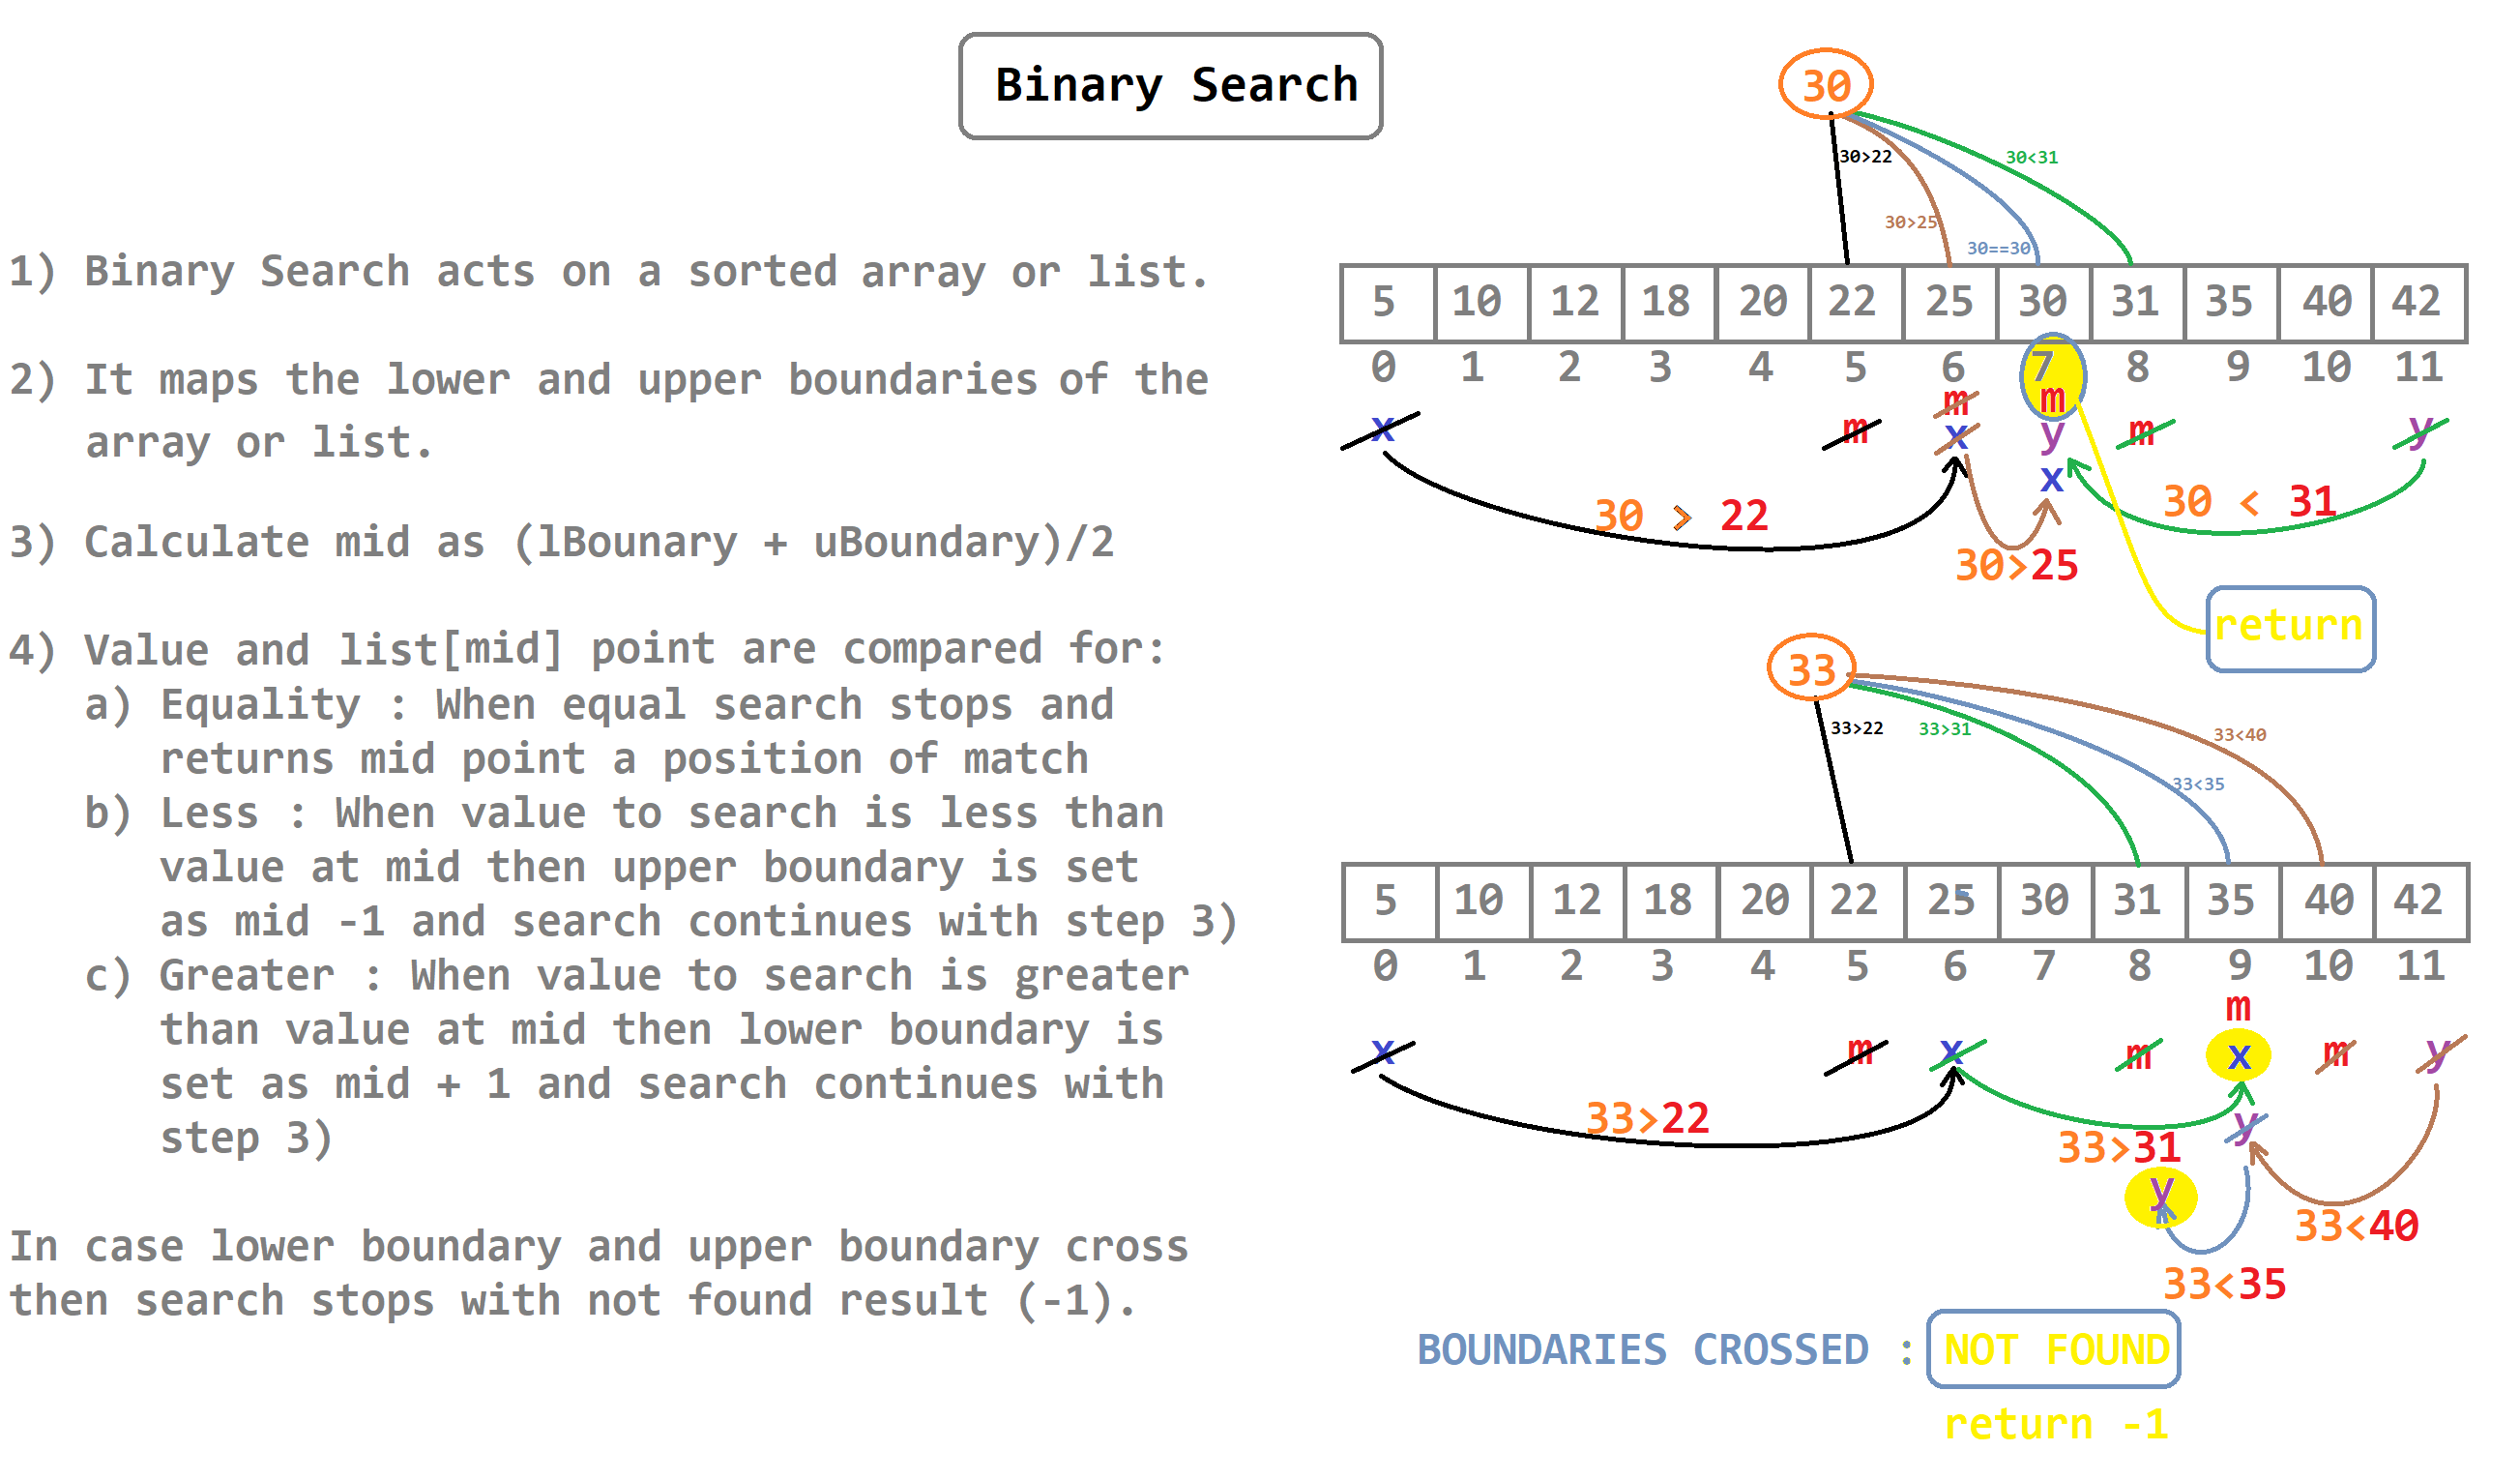 Binary Search
1) Binary Search acts on a sorted array or list.
2) It maps the lower and upper boundaries of the
array or list.
3) Calculate mid as (lBounary + uBoundary)/2
4) Value and list[mid] point are compared for:
a) Equality : When equal search stops and
returns mid point a position of match
b) Less : When value to search is less than
value at mid then upper boundary is set
as mid -1 and search continues with step 3)
c) Greater : When value to search is greater
than value at mid then lower boundary is
set as mid + 1 and search continues with
step 3)
In case lower boundary and upper boundary cross
then search stops with not found result (-1).
30
30>22
30<31
30>25
30==30
5 10 12 18 20 22 25 30 31 35 40 42
0 1 2 3 4 5 6 7 8 9 10 11
m m
x m x y m y
x
30 > 22
30 < 31
30>25
return
33
33>22
33>31
33<40
33<35
5 10 12 18 20 22 25 30 31 35 40 42
0 1 2 3 4 5 6 7 8 9 10 11
m
x m x m x m y
y
33>22
33>31
y
33<40
33<35
BOUNDARIES CROSSED : NOT FOUND
return -1